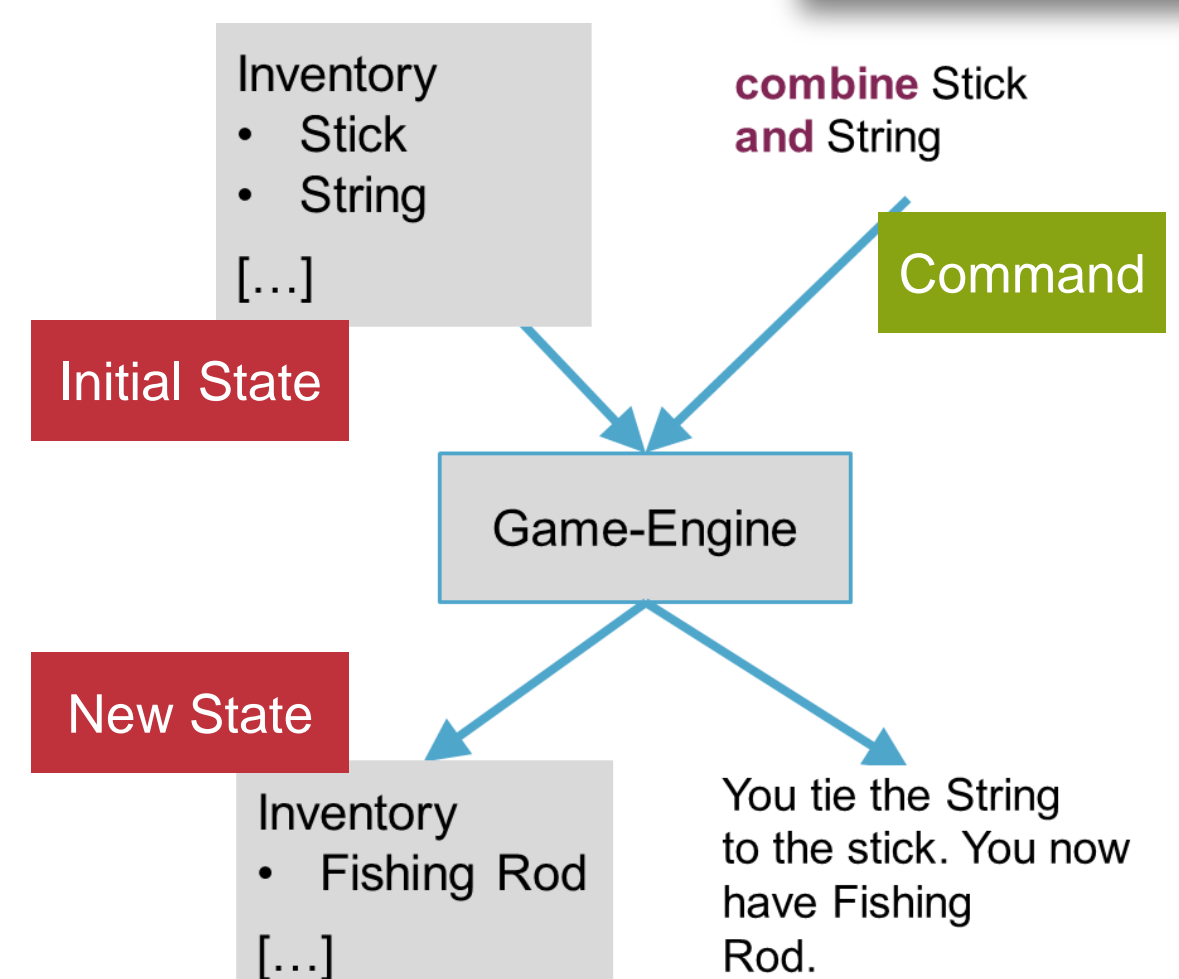 Inventory
• Stick
• String
[…]
combine Stick
and String
Command
Initial State
Game-Engine
New State
Inventory
• Fishing Rod
[…]
You tie the String
to the stick. You now
have Fishing
Rod.